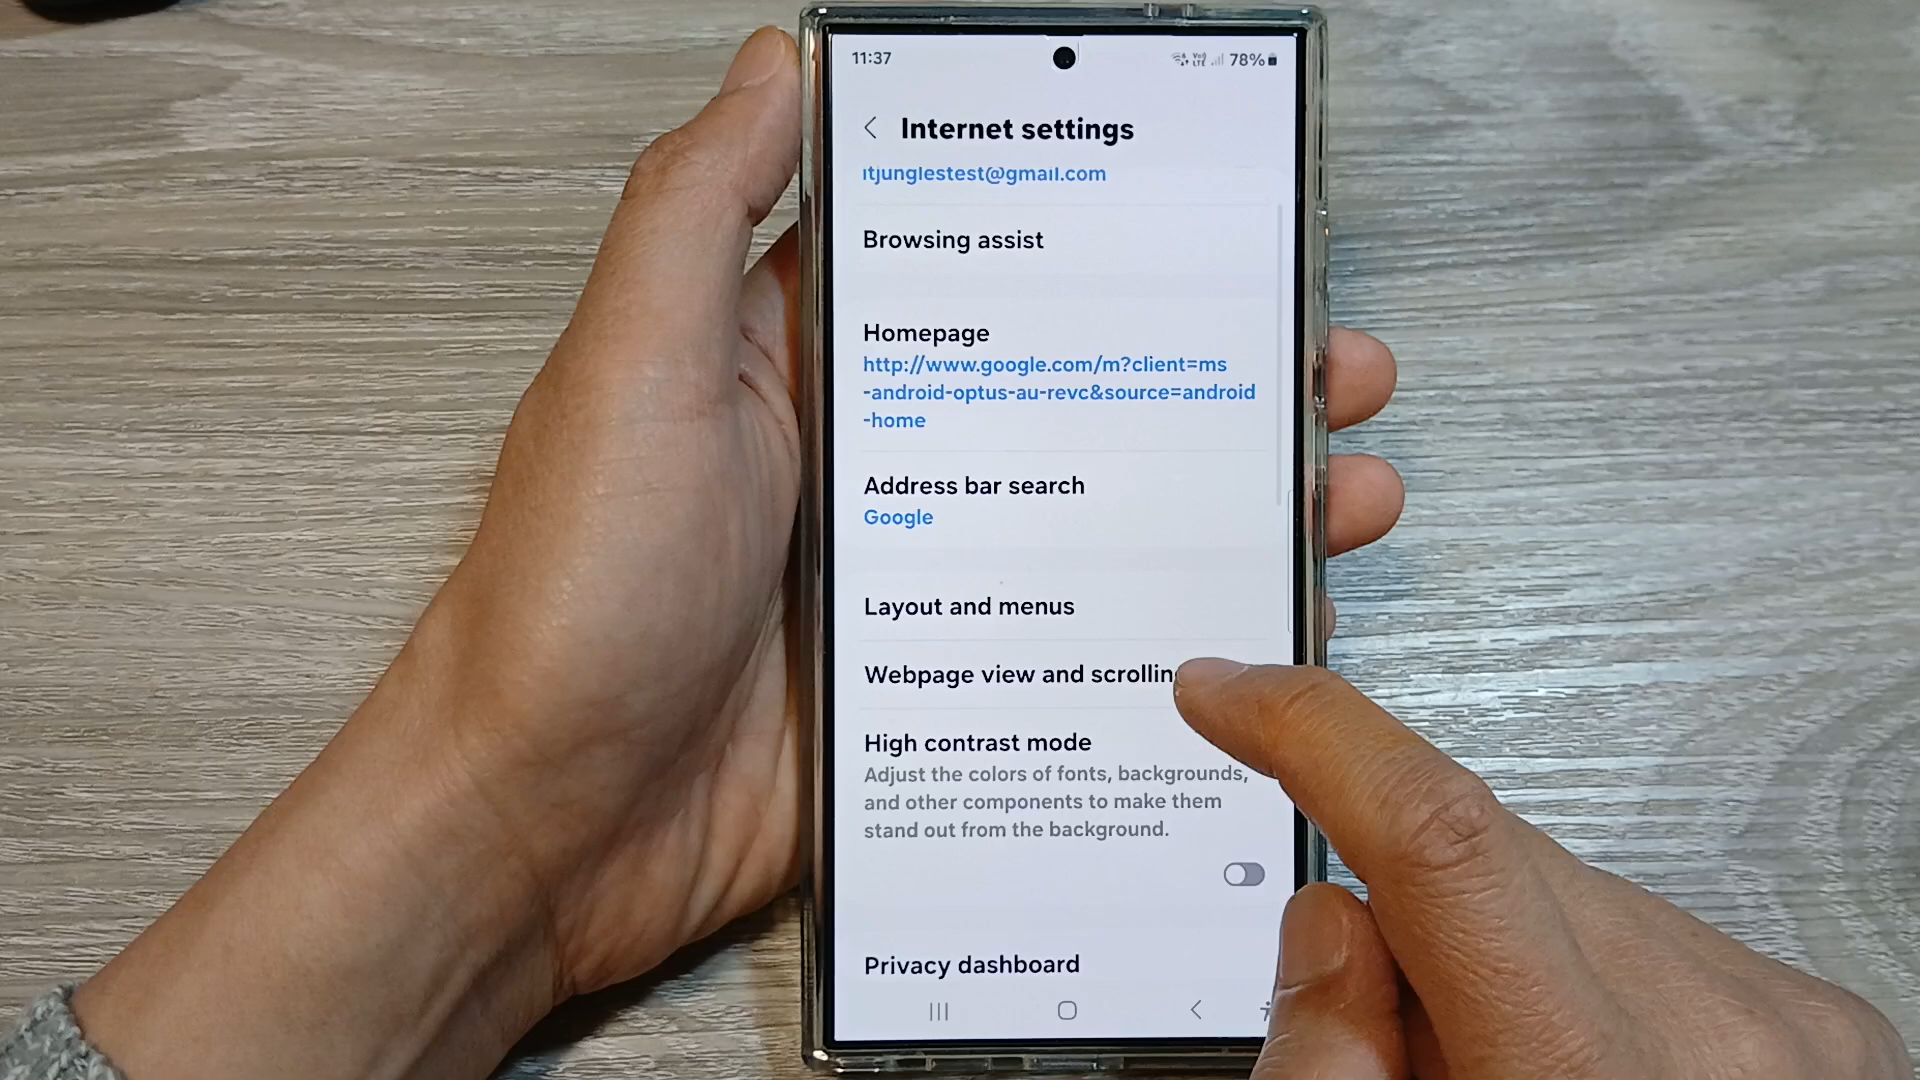 11:37
78%
Internet settings
itjunglestest@gmail.com
Browsing assist
Homepage
http://www.google.com/m?client=ms
-android-optus-au-revc&source=android
-home
Address bar search
Google
Layout and menus
Webpage view and scrollin
High contrast mode
Adjust the colors of fonts, backgrounds,
and other components to make them
stand out from the background.
Privacy dashboard